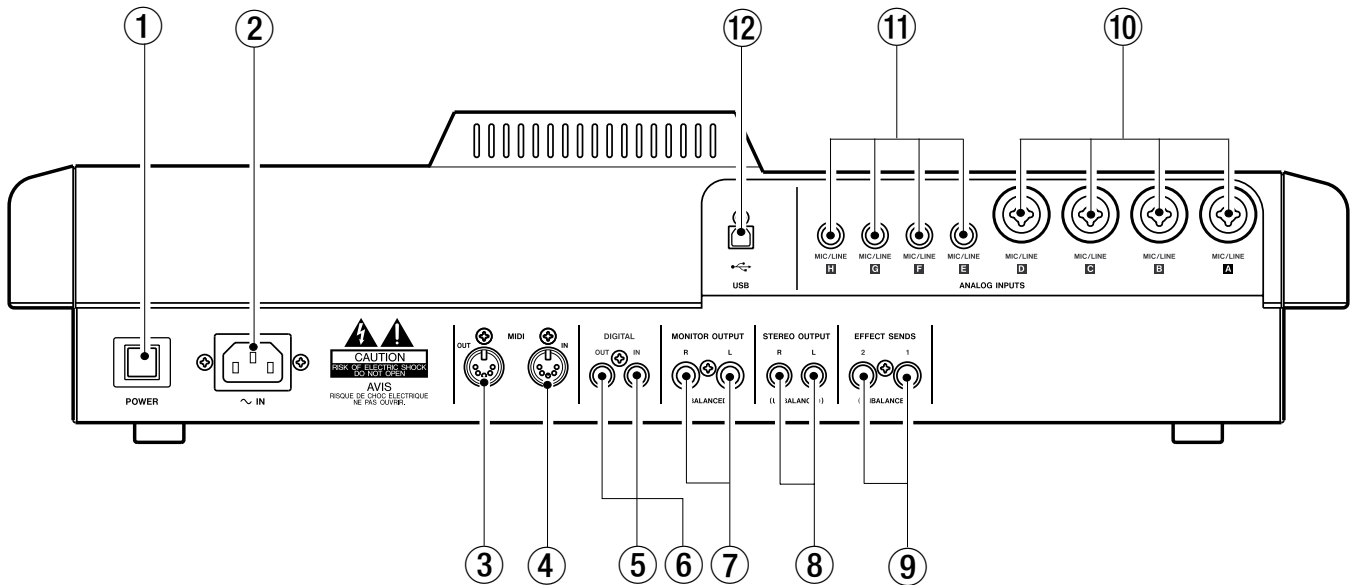 ① ② ⑫ ⑪ ⑩
MIC/LINE MIC/LINE MIC/LINE MIC/LINE MIC/LINE MIC/LINE MIC/LINE MIC/LINE
H G F E D C B A
USB ANALOG INPUTS
POWER
∼ IN
CAUTION
RISK OF ELECTRIC SHOCK
DO NOT OPEN
AVIS
RISQUE DE CHOC ELECTRIQUE
NE PAS OUVRIR.
MIDI
OUT IN
DIGITAL
OUT IN
MONITOR OUTPUT
R L
STEREO OUTPUT
R L
EFFECT SENDS
2 1
③ ④ ⑤ ⑥ ⑦ ⑧ ⑨